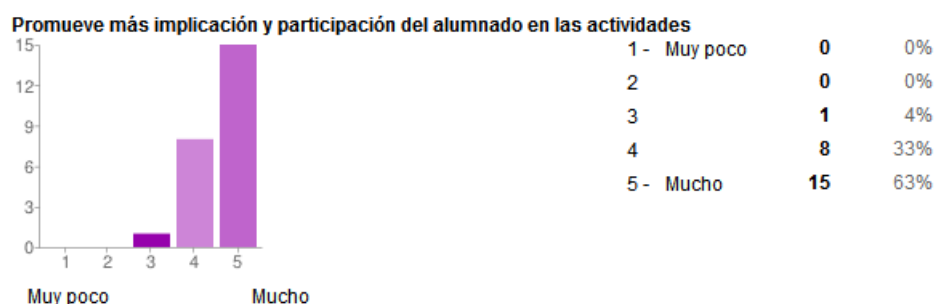 Promueve más implicación y participación del alumnado en las actividades
15
12
9
6
3
0
1 2 3 4 5
Muy poco Mucho
1 - Muy poco 0 0%
2 0 0%
3 1 4%
4 8 33%
5 - Mucho 15 63%